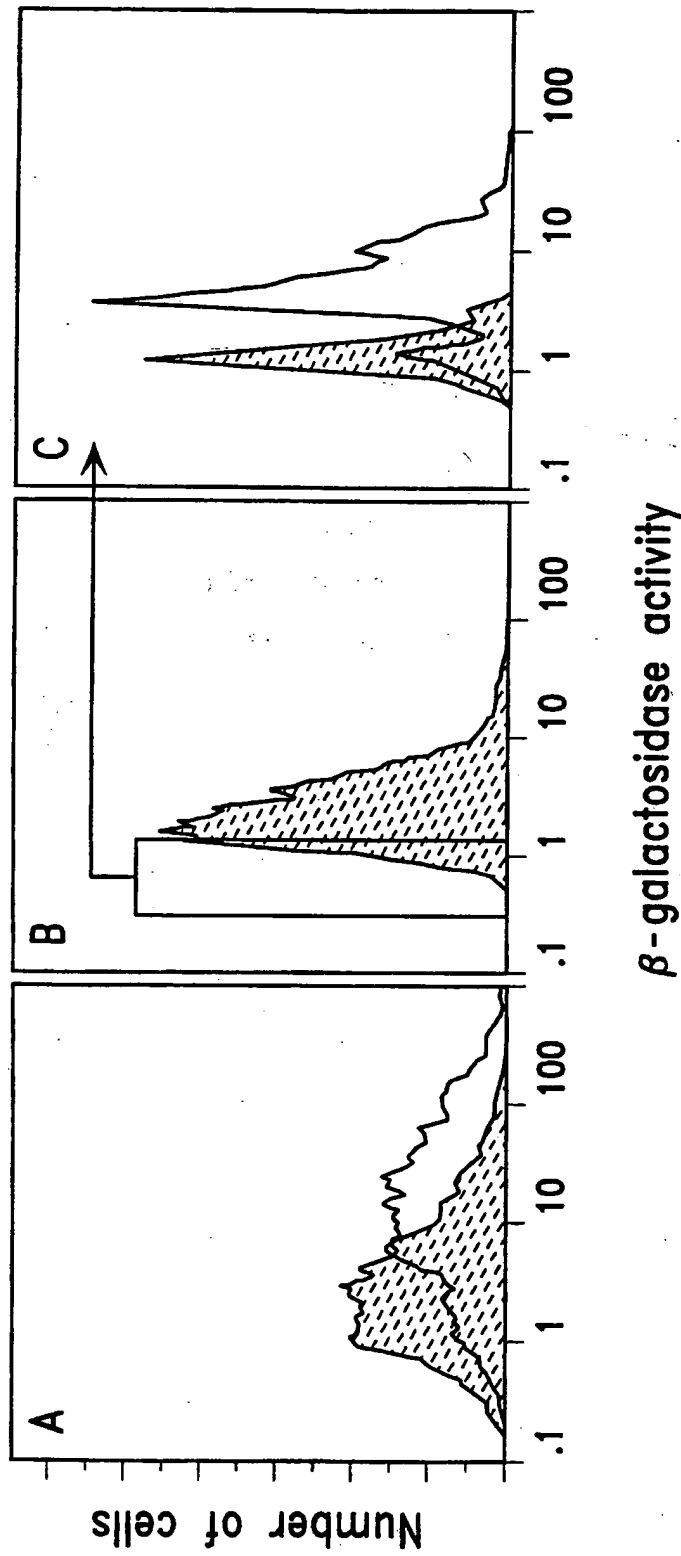 Number of cells
A
B
C
.1 1 10 100
.1 1 10 100
.1 1 10 100
β-galactosidase activity